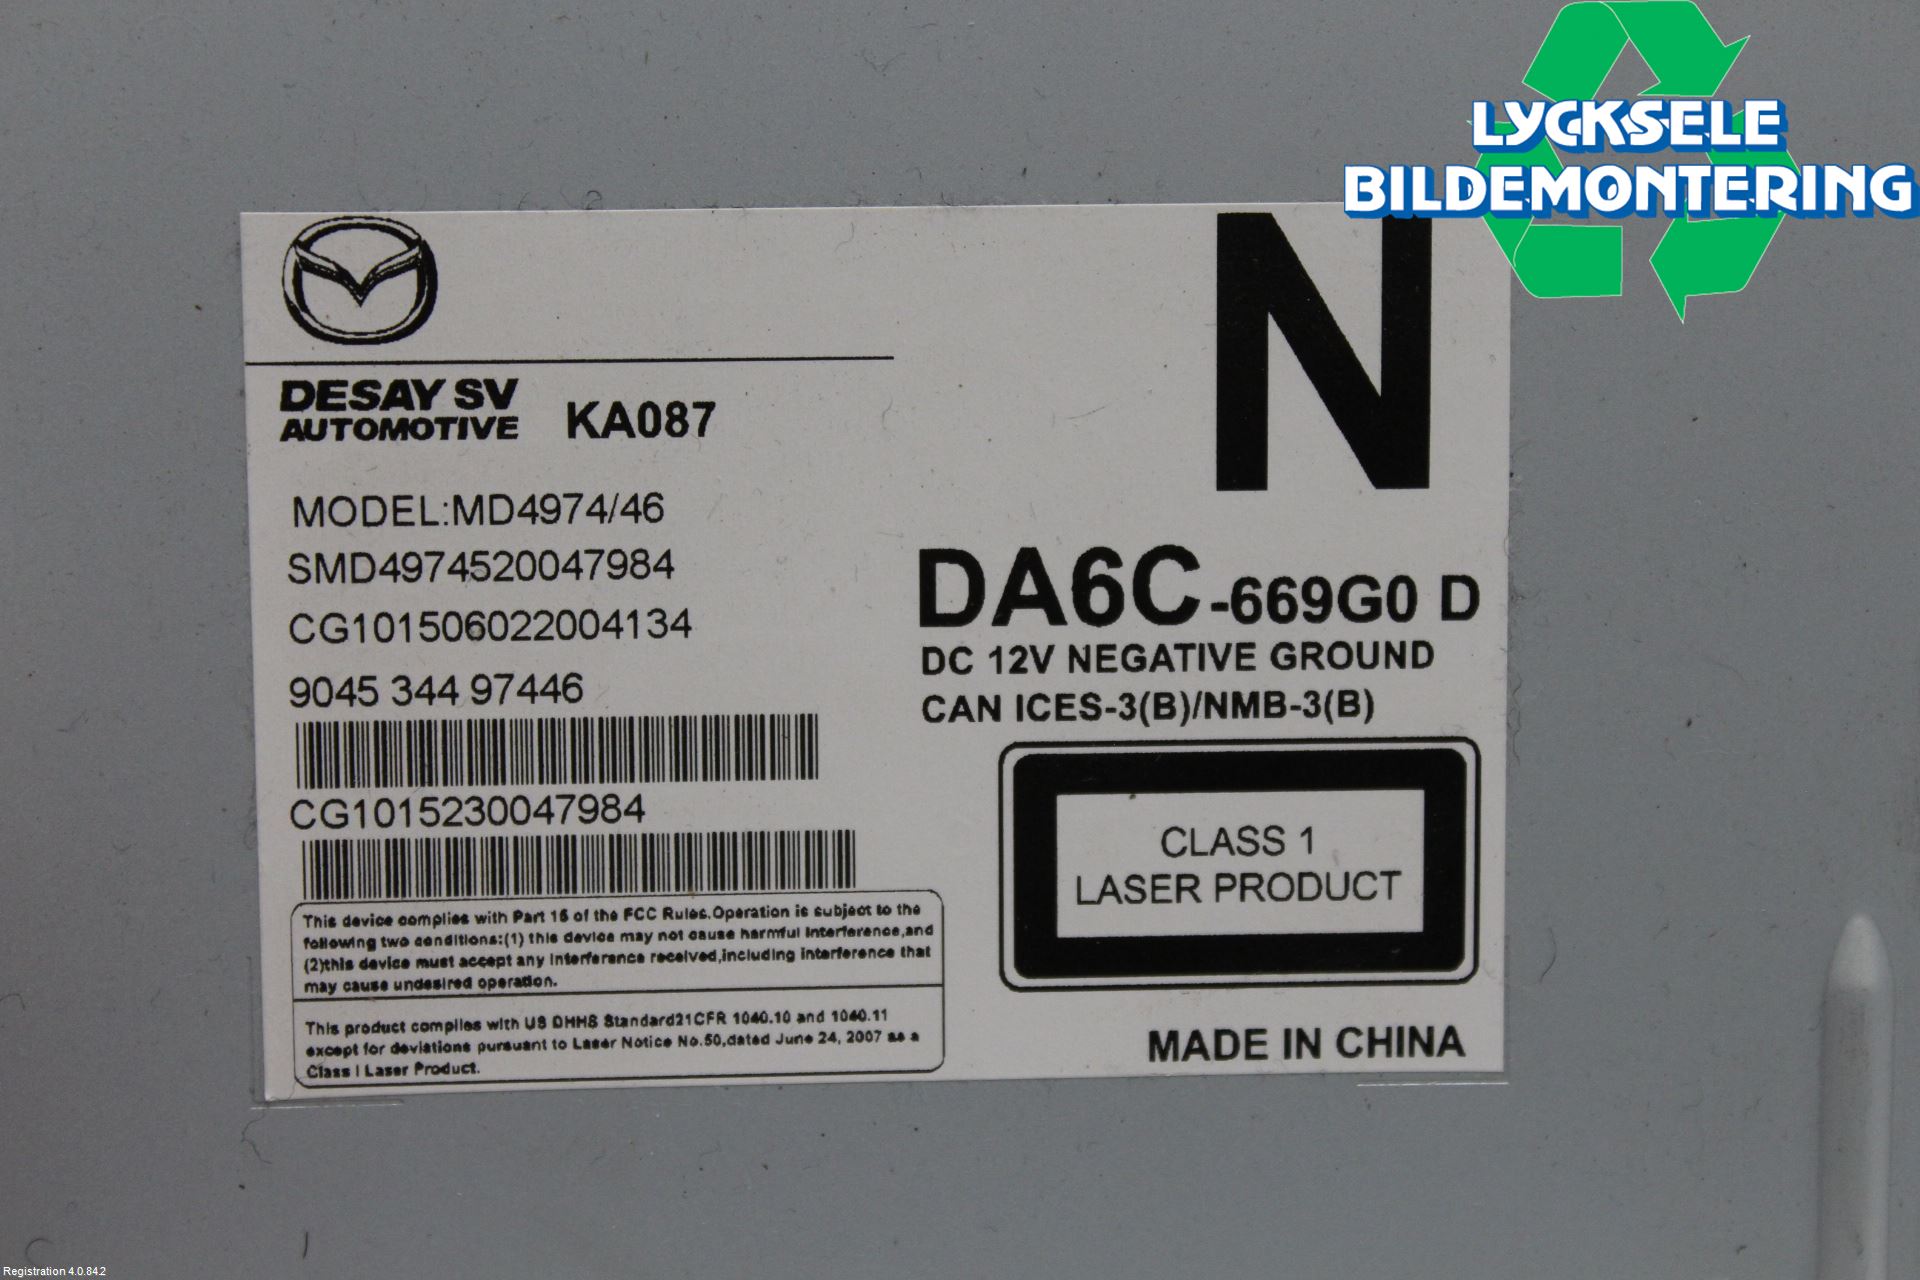 LYCKSELE
BILDEMONTERING
N
DESAY SV
AUTOMOTIVE
KA087
MODEL:MD4974/46
SMD4974520047984
CG101506022004134
9045 344 97446
CG1015230047984
DA6C-669G0 D
DC 12V NEGATIVE GROUND
CAN ICES-3(B)/NMB-3(B)
CLASS 1
LASER PRODUCT
This device complies with Part 15 of the FCC Rules.Operation is subject to the
following two conditions:(1) this device may not cause harmful interference,and
(2)this device must accept any interference received,including interference that
may cause undesired operation.
This product complies with US DHHS Standard21CFR 1040.10 and 1040.11
except for deviations pursuant to Laser Notice No.50,dated June 24, 2007 as a
Class I Laser Product.
MADE IN CHINA
Registration 4.0.84.2